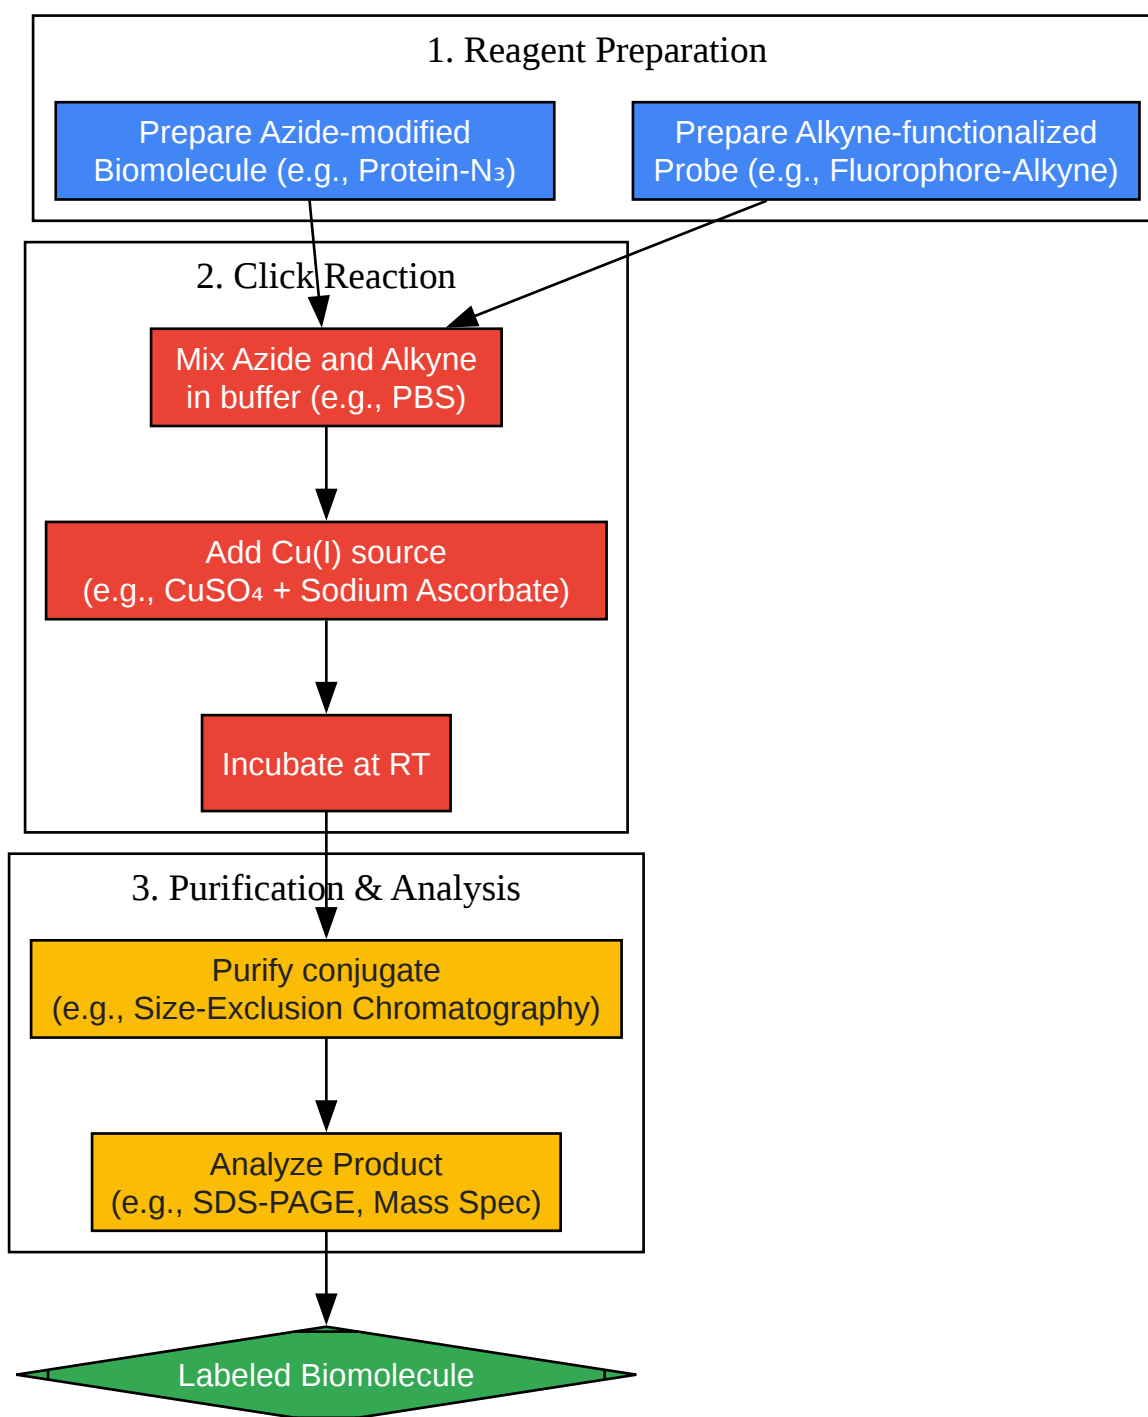 1. Reagent Preparation
Prepare Azide-modified
Biomolecule (e.g., Protein-N₃)
Prepare Alkyne-functionalized
Probe (e.g., Fluorophore-Alkyne)
2. Click Reaction
Mix Azide and Alkyne
in buffer (e.g., PBS)
Add Cu(I) source
(e.g., CuSO₄ + Sodium Ascorbate)
Incubate at RT
3. Purification & Analysis
Purify conjugate
(e.g., Size-Exclusion Chromatography)
Analyze Product
(e.g., SDS-PAGE, Mass Spec)
Labeled Biomolecule